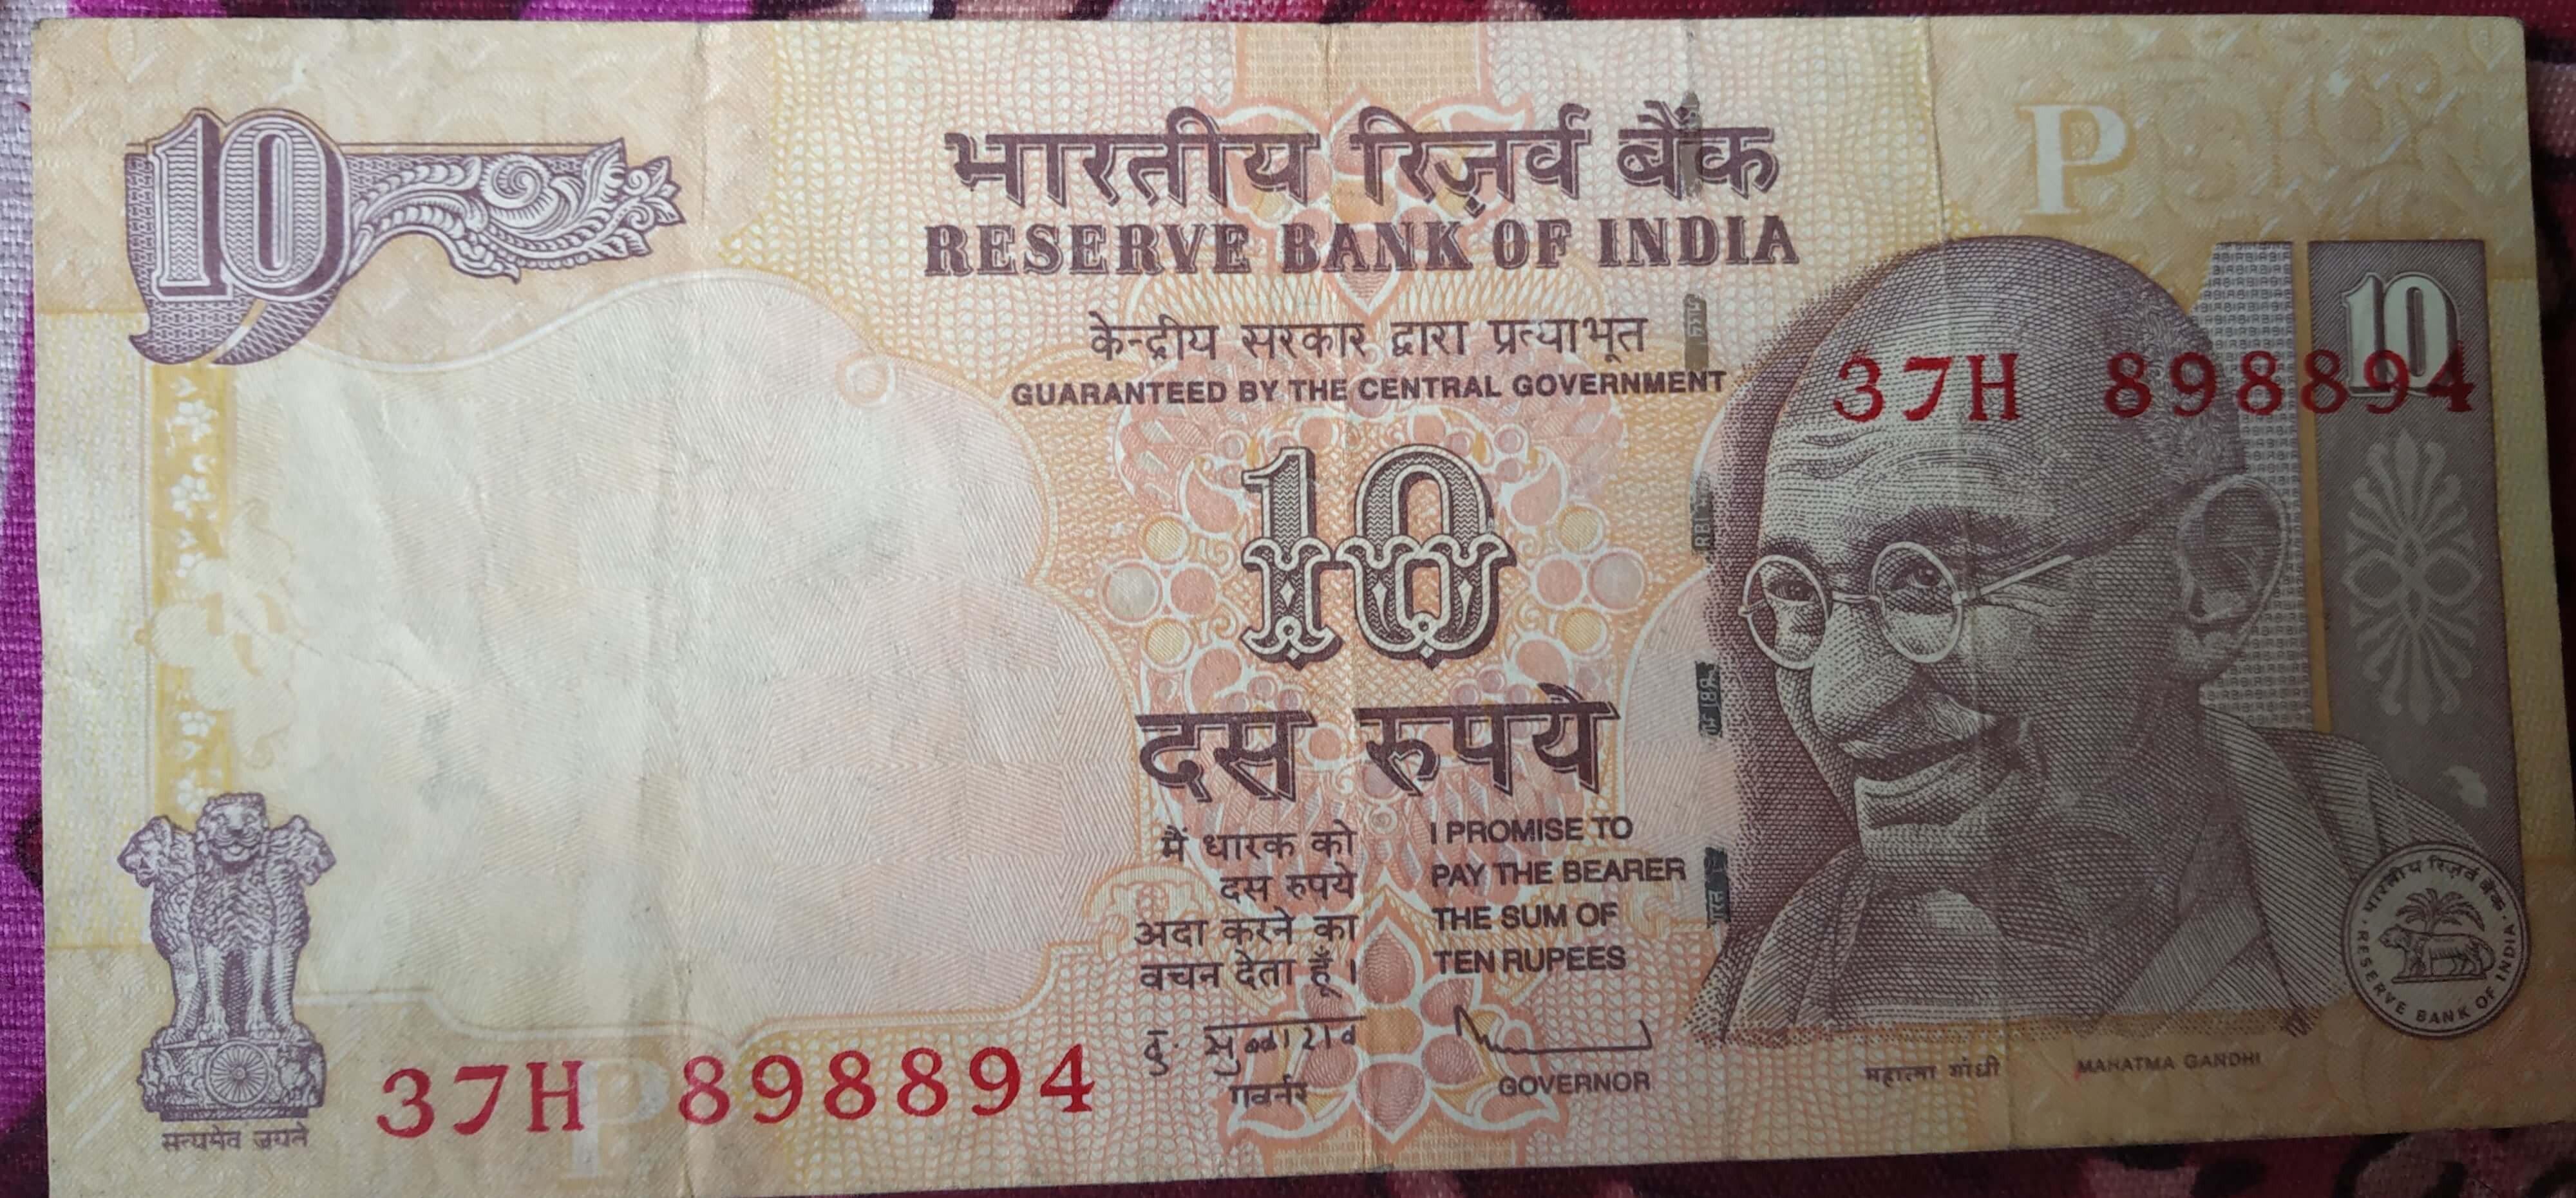 10
भारतीय रिज़र्व बैंक
RESERVE BANK OF INDIA
P
केन्द्रीय सरकार द्वारा प्रत्याभूत
GUARANTEED BY THE CENTRAL GOVERNMENT
10
37H 898894
10
RBI
दस रुपये
मैं धारक को
दस रुपये
अदा करने का
वचन देता हूँ।
I PROMISE TO
PAY THE BEARER
THE SUM OF
TEN RUPEES
गवर्नर
GOVERNOR
महात्मा गांधी
MAHATMA GANDHI
भारतीय रिज़र्व बैंक
RESERVE BANK OF INDIA
37H 898894
P
सत्यमेव जयते